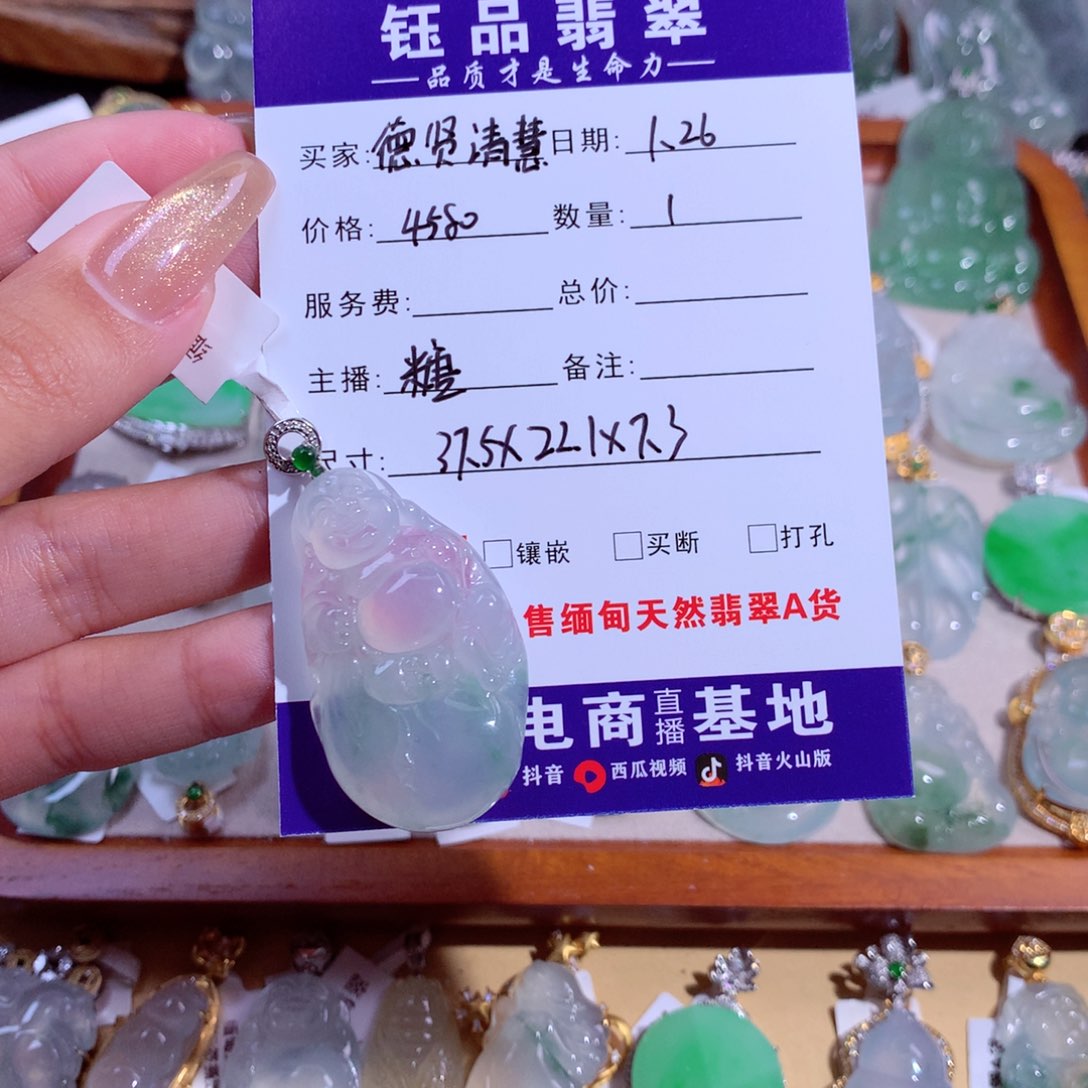 钰品翡翠
品质才是生命力
买家:德贤清慧 日期:1.26
价格:4580 数量:1
服务费: 总价:
主播:糖 备注:
尺寸:37.5X22.1X7.3
镶嵌 买断 打孔
售缅甸天然翡翠A货
电商直播基地
抖音 西瓜视频 抖音火山版